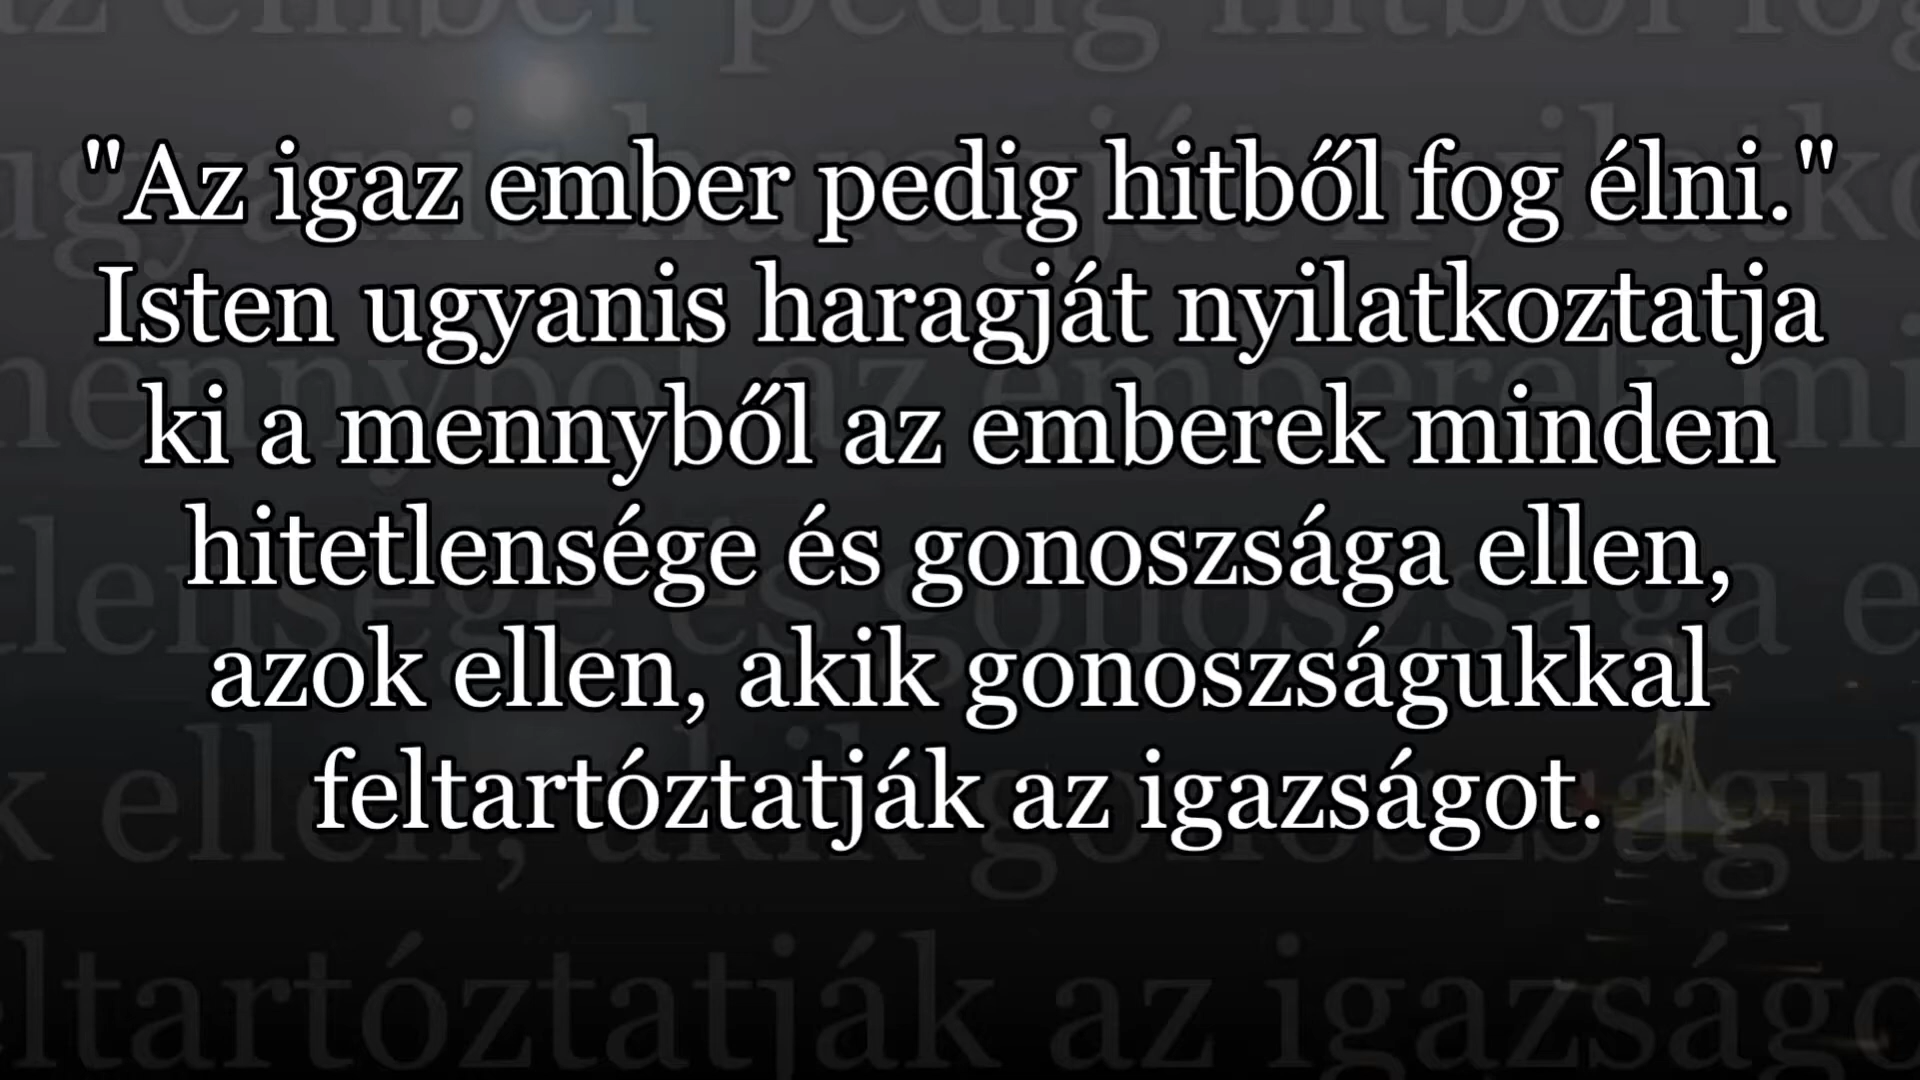 "Az igaz ember pedig hitből fog élni."
Isten ugyanis haragját nyilatkoztatja
ki a mennyből az emberek minden
hitetlensége és gonoszsága ellen,
azok ellen, akik gonoszságukkal
feltartóztatják az igazságot.